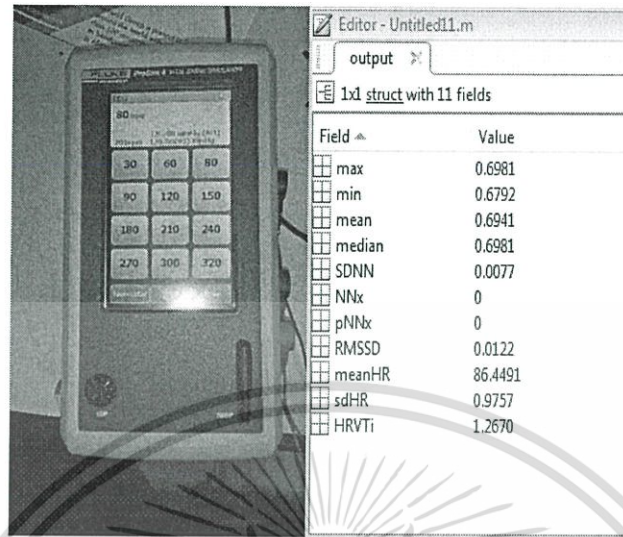 FLUKE
80
30 60 80
90 120 150
180 210 240
270 300 320
Editor - Untitled11.m
output
1x1 struct with 11 fields
Field Value
max 0.6981
min 0.6792
mean 0.6941
median 0.6981
SDNN 0.0077
NNx 0
pNNx 0
RMSSD 0.0122
meanHR 86.4491
sdHR 0.9757
HRVTi 1.2670